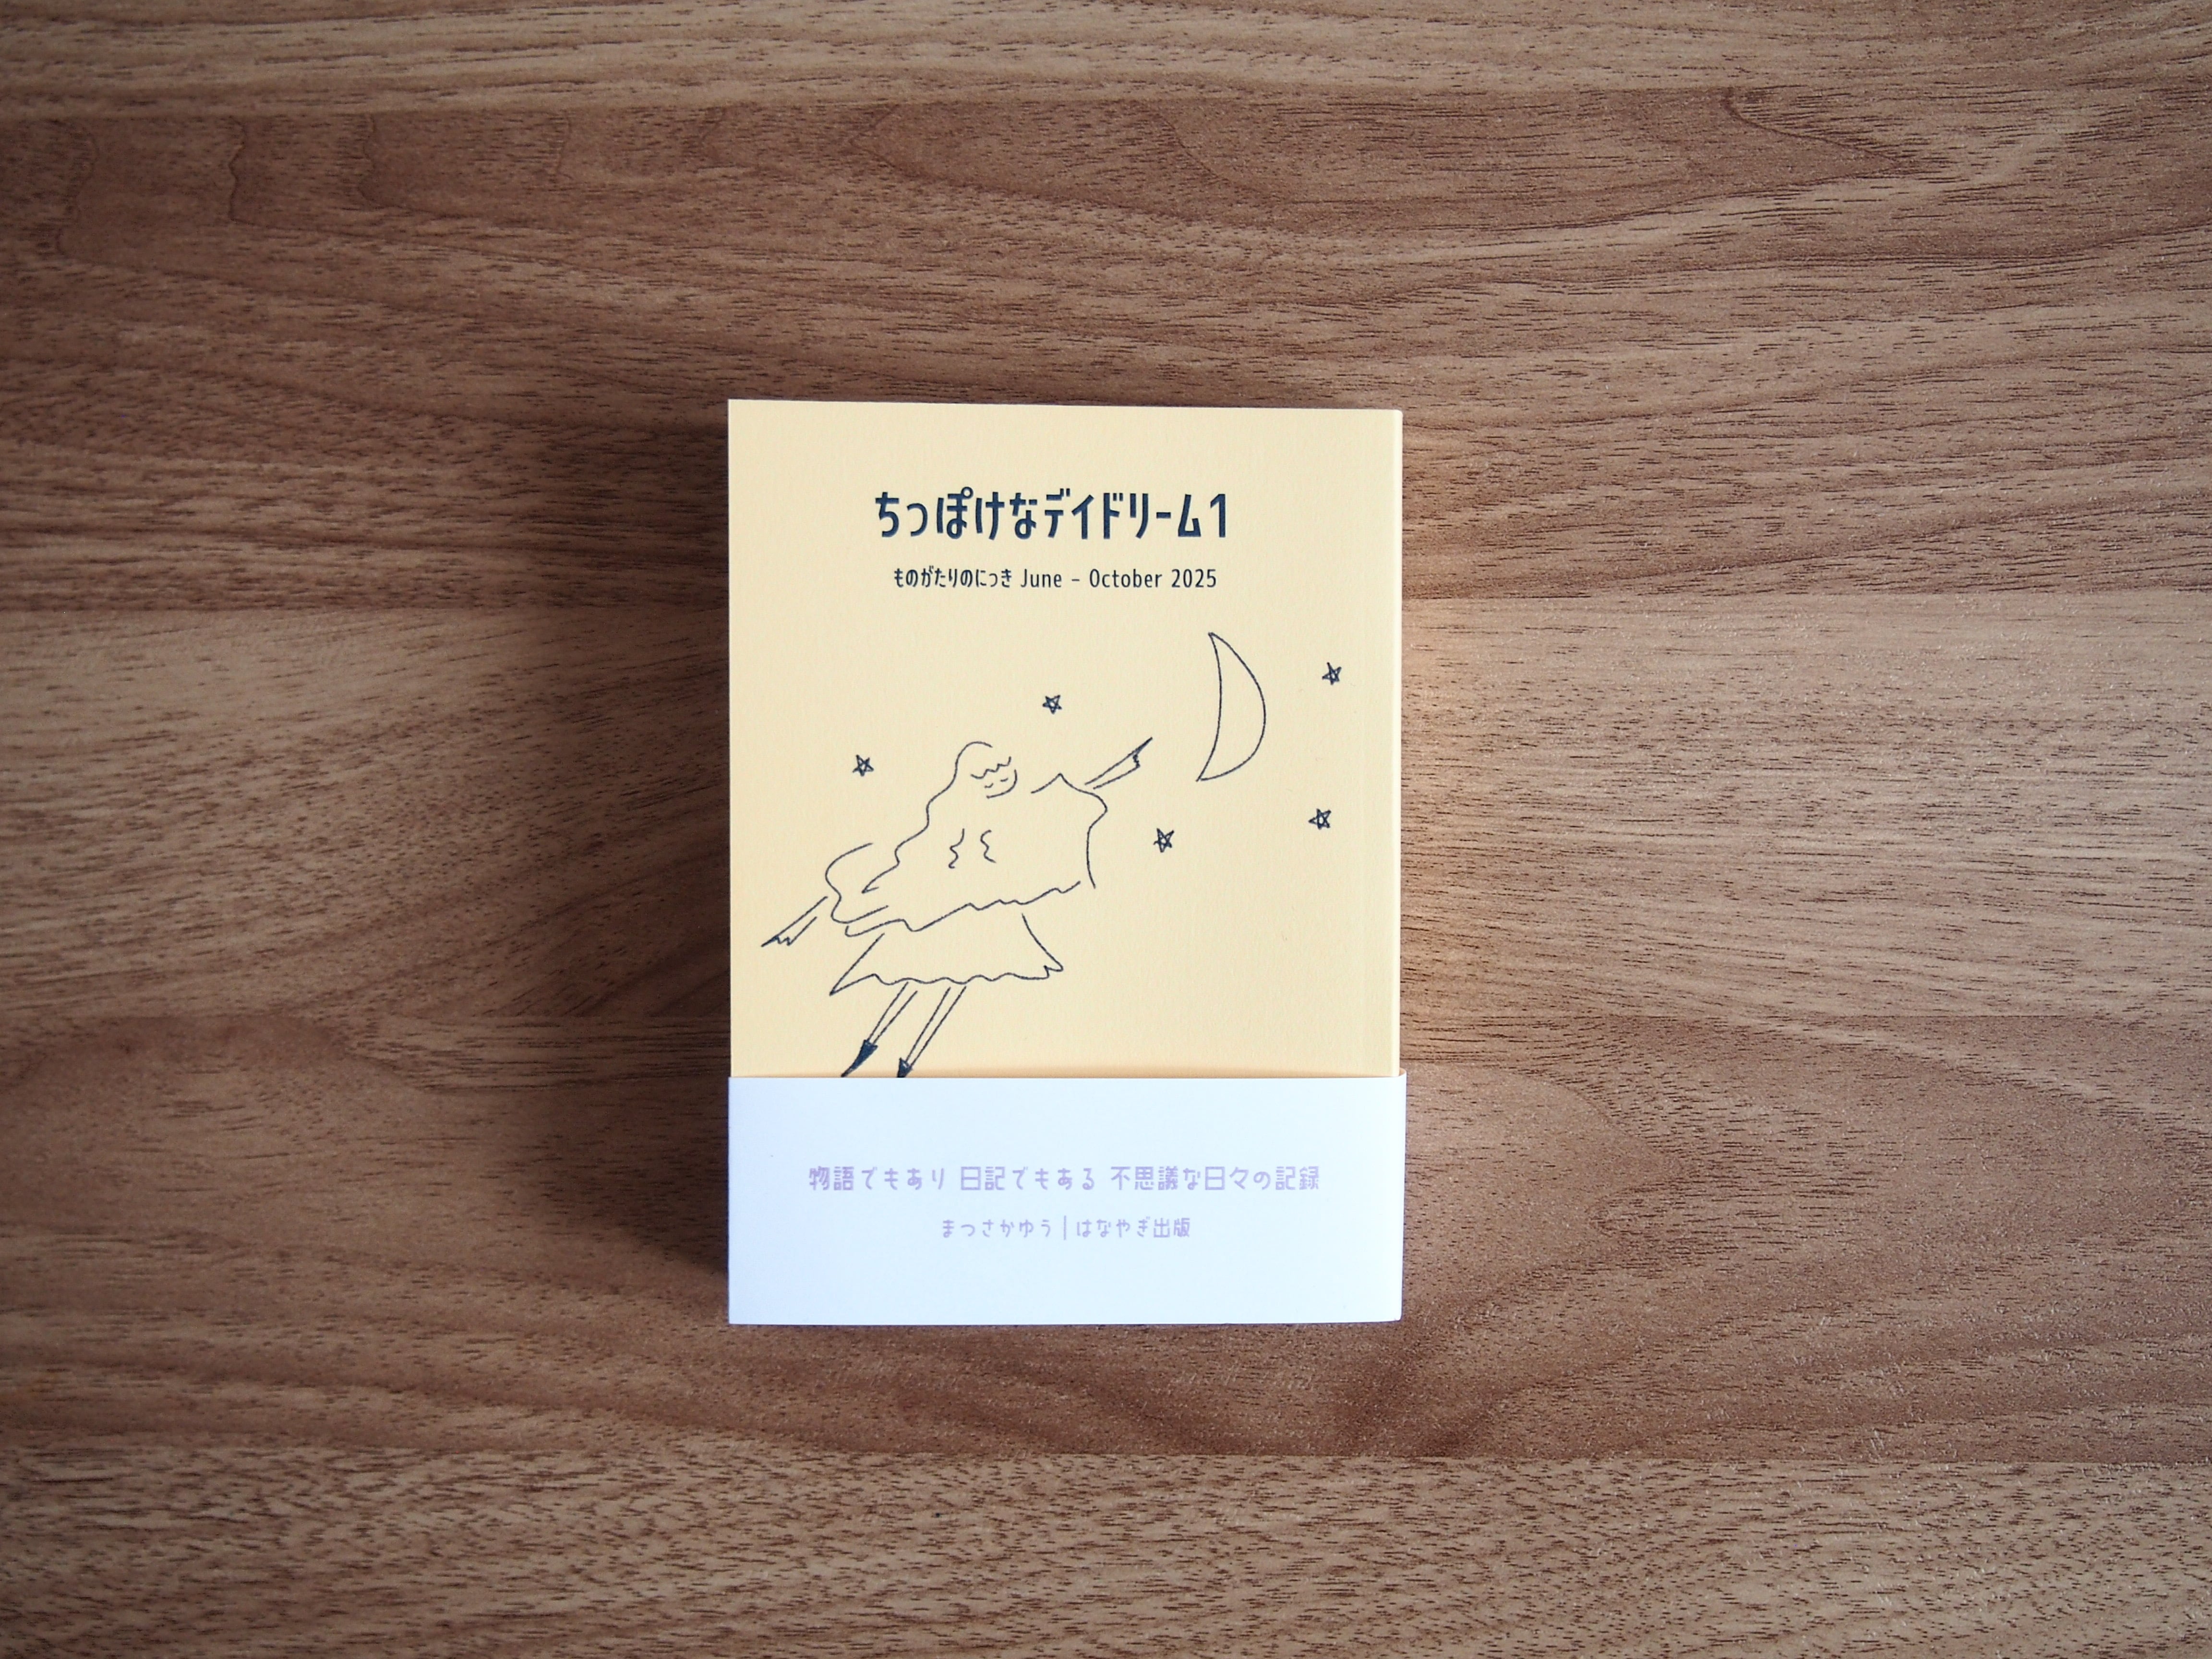 ちっぽけなデイドリーム1
ものがたりのにっき June – October 2025
物語でもあり 日記でもある 不思議な日々の記録
まつさかゆう｜はなやぎ出版